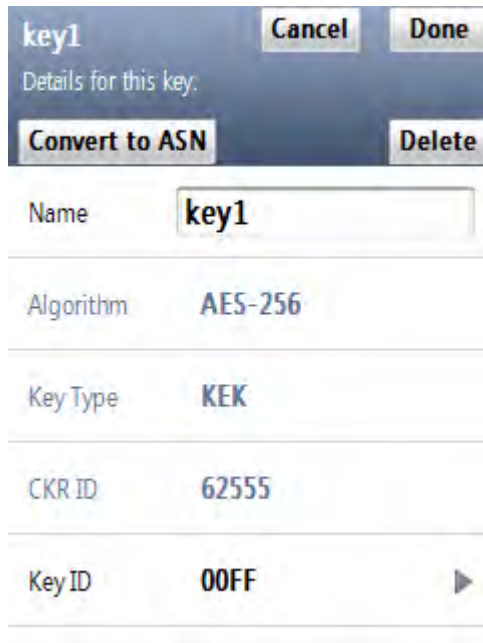 key1 Cancel Done
Details for this key:
Convert to ASN Delete
Name key1
Algorithm AES-256
Key Type KEK
CKR ID 62555
Key ID 00FF